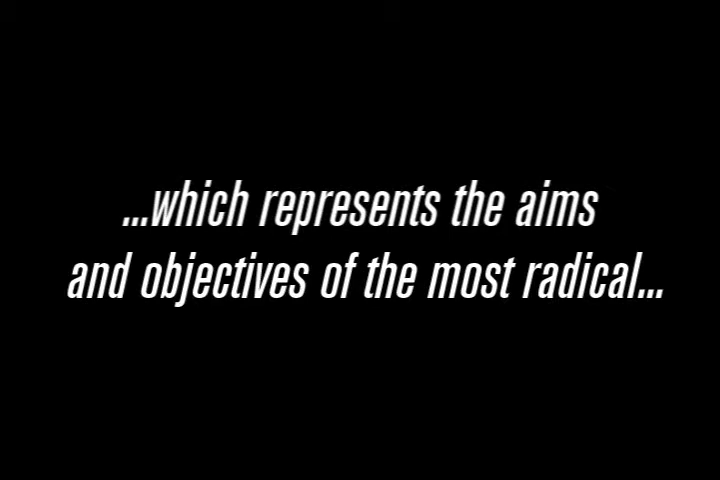 ...which represents the aims
and objectives of the most radical...